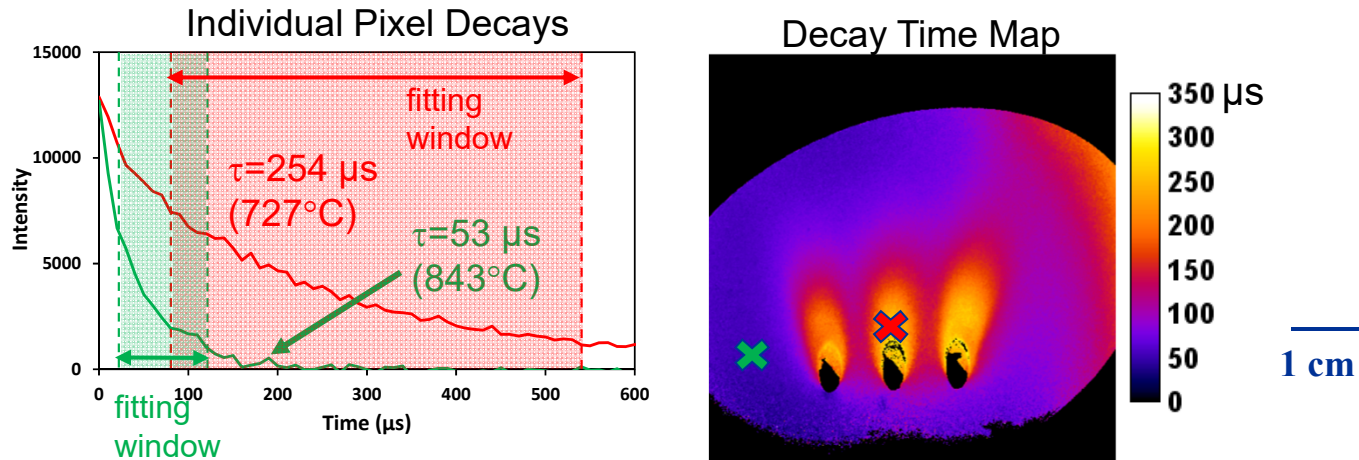 Individual Pixel Decays
15000
10000
5000
0
Intensity
0
100
200
300
400
500
600
Time (µs)
fitting
window
τ=254 µs
(727°C)
τ=53 µs
(843°C)
fitting
window
Decay Time Map
350 µs
300
250
200
150
100
50
0
1 cm